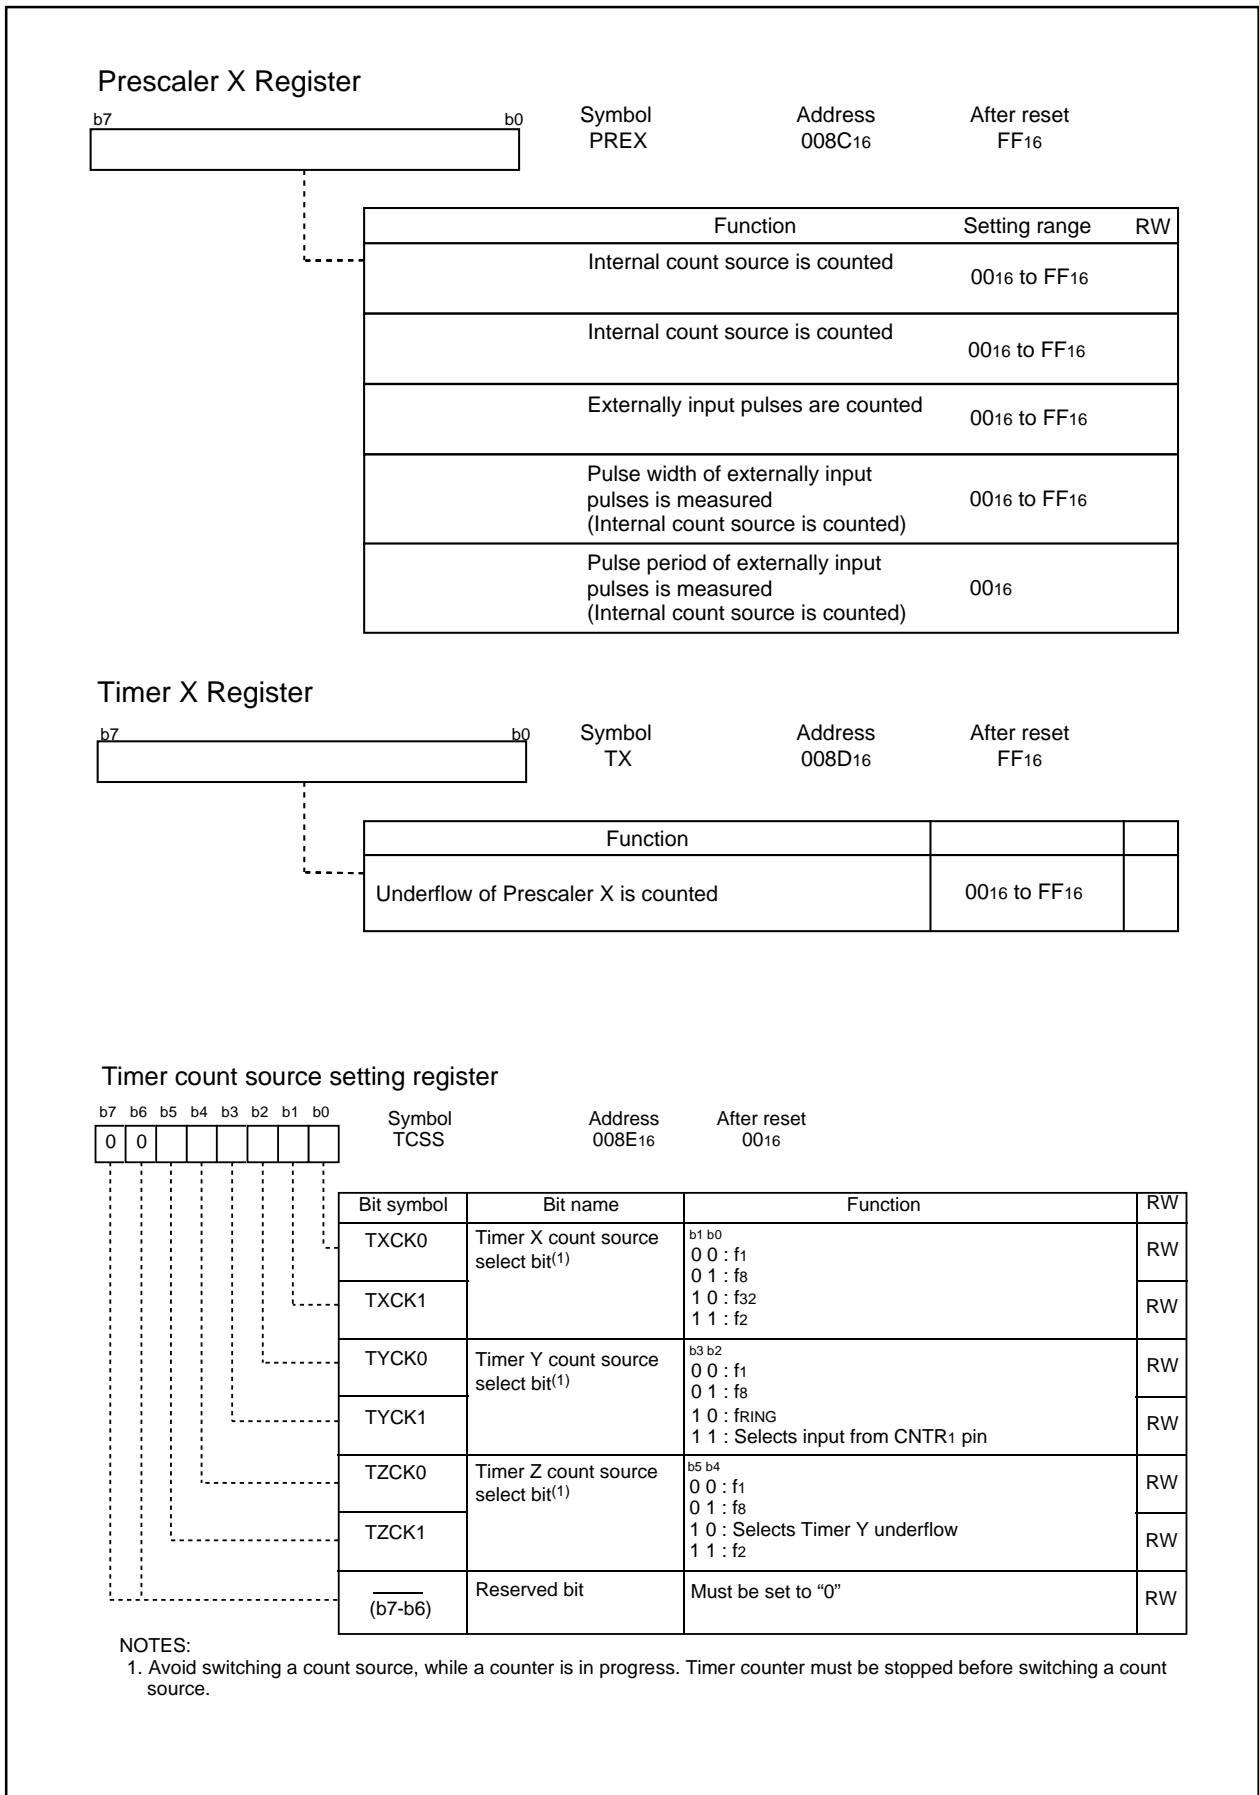 Prescaler X Register
b7 b0 Symbol Address After reset
PREX 008C16 FF16
Function Setting range RW
Internal count source is counted 0016 to FF16
Internal count source is counted 0016 to FF16
Externally input pulses are counted 0016 to FF16
Pulse width of externally input
pulses is measured 0016 to FF16
(Internal count source is counted)
Pulse period of externally input
pulses is measured 0016
(Internal count source is counted)
Timer X Register
b7 b0 Symbol Address After reset
TX 008D16 FF16
Function
Underflow of Prescaler X is counted 0016 to FF16
Timer count source setting register
b7 b6 b5 b4 b3 b2 b1 b0 Symbol Address After reset
0 0 TCSS 008E16 0016
Bit symbol Bit name Function RW
TXCK0 Timer X count source b1 b0 RW
select bit(1) 0 0 : f1
0 1 : f8
TXCK1 1 0 : f32 RW
1 1 : f2
TYCK0 Timer Y count source b3 b2 RW
select bit(1) 0 0 : f1
0 1 : f8
TYCK1 1 0 : fRING RW
1 1 : Selects input from CNTR1 pin
TZCK0 Timer Z count source b5 b4 RW
select bit(1) 0 0 : f1
0 1 : f8
TZCK1 1 0 : Selects Timer Y underflow RW
1 1 : f2
(b7-b6) Reserved bit Must be set to “0” RW
NOTES:
1. Avoid switching a count source, while a counter is in progress. Timer counter must be stopped before switching a count
source.